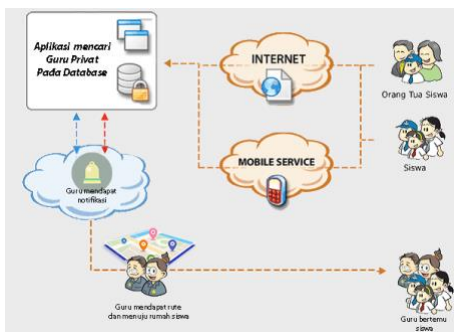 Aplikasi mencari
Guru Privat
Pada Database
INTERNET
Orang Tua Siswa
MOBILE SERVICE
Siswa
Guru mendapat
notifikasi
Guru mendapat rute
dan menuju rumah siswa
Guru bertemu
siswa